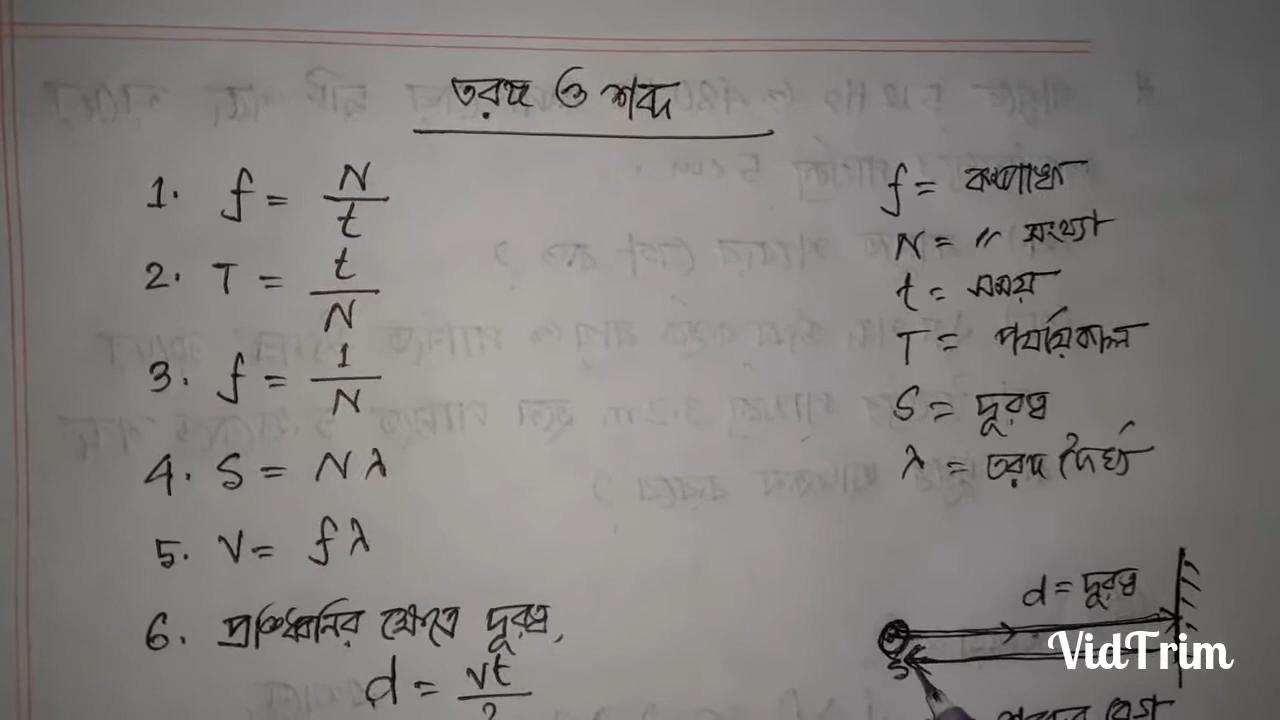 তরঙ্গ ও শব্দ
1. f = N/t
2. T = t/N
3. f = 1/N
4. S = Nλ
5. V = fλ
6. প্রতিধ্বনির ক্ষেত্রে দূরত্ব,
d = vt/2
f = কম্পাঙ্ক
N = " সংখ্যা
t = সময়
T = পর্যায়কাল
S = দূরত্ব
λ = তরঙ্গ দৈর্ঘ্য
d = দূরত্ব
S
VidTrim